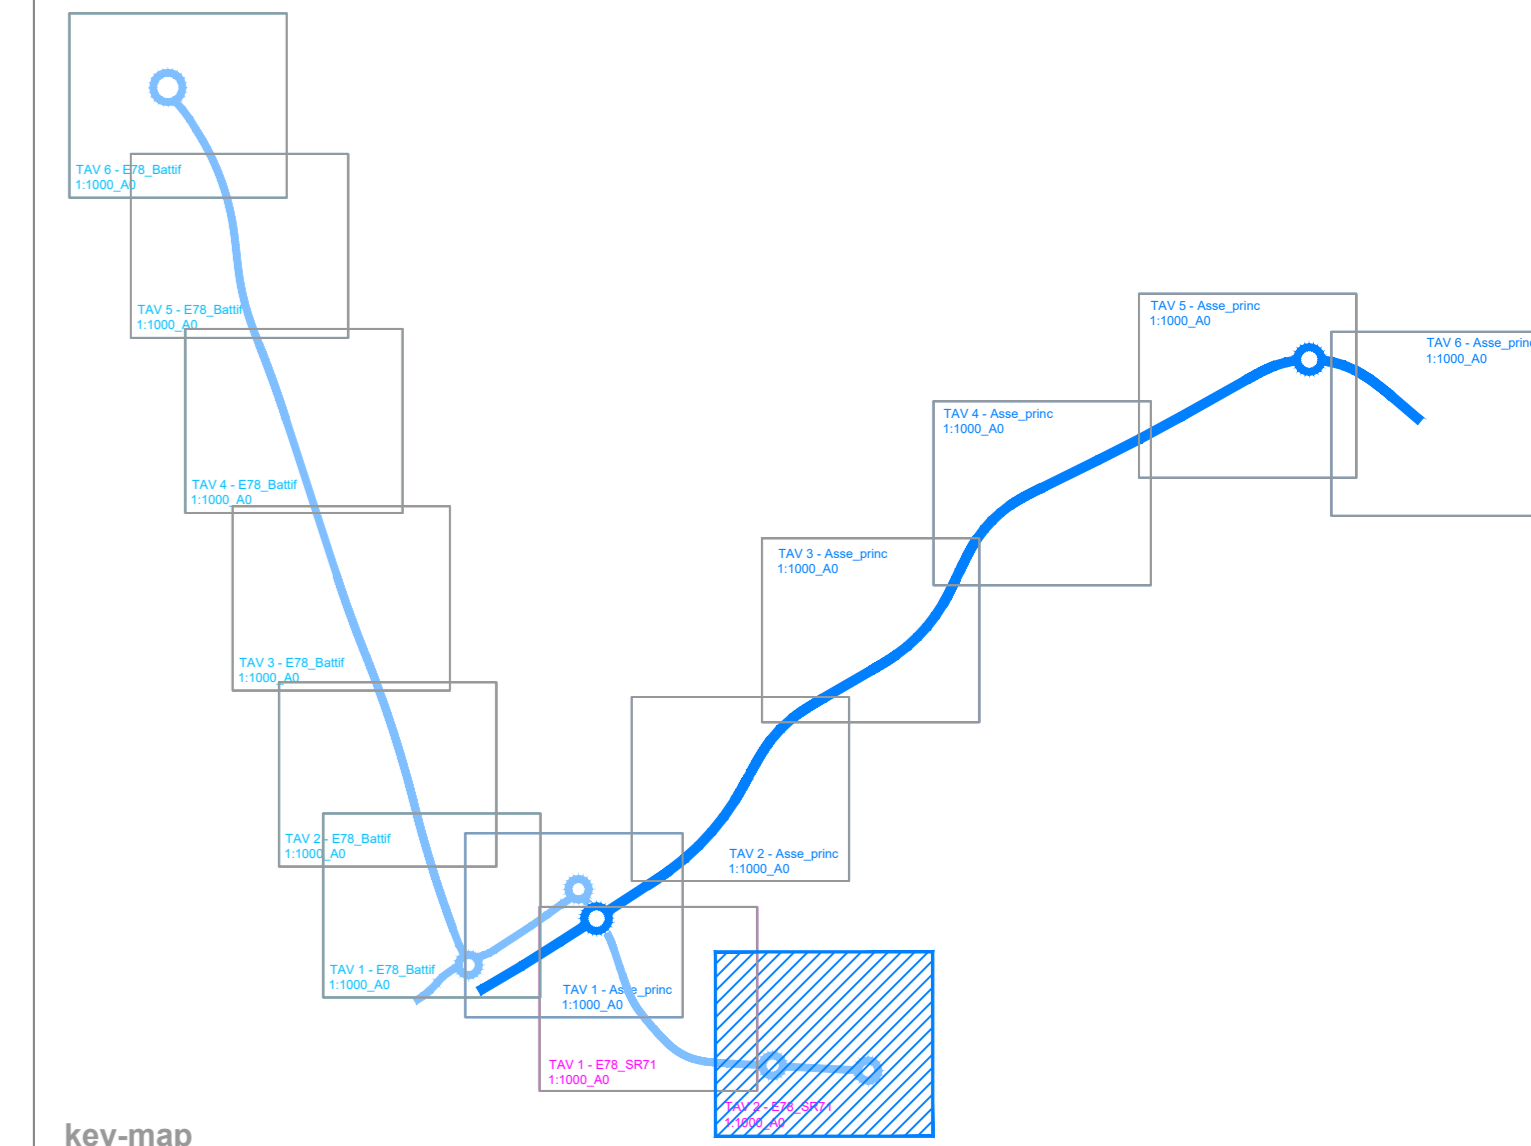 TAV 6 - E78_Battif
1:1000_A0
TAV 5 - E78_Battif
1:1000_A0
TAV 5 - Asse_princ
1:1000_A0
TAV 6 - Asse_princ
1:1000_A0
TAV 4 - Asse_princ
1:1000_A0
TAV 4 - E78_Battif
1:1000_A0
TAV 3 - Asse_princ
1:1000_A0
TAV 3 - E78_Battif
1:1000_A0
TAV 2 - E78_Battif
1:1000_A0
TAV 2 - Asse_princ
1:1000_A0
TAV 1 - E78_Battif
1:1000_A0
TAV 1 - Asse_princ
1:1000_A0
TAV 1 - E78_SR71
1:1000_A0
TAV 2 - E78_SR71
1:1000_A0
key-map